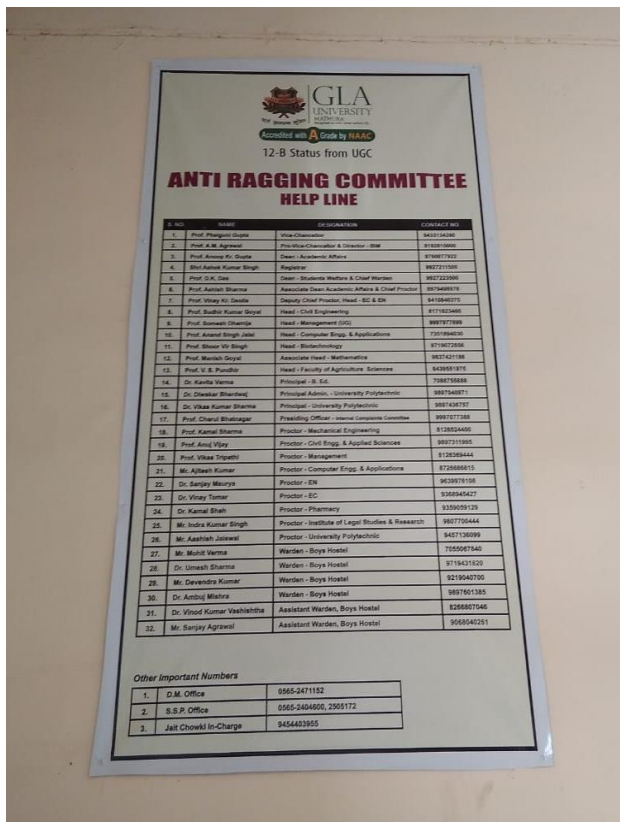 GLA
UNIVERSITY
MATHURA
Accredited with A Grade by NAAC
12-B Status from UGC
ANTI RAGGING COMMITTEE
HELP LINE
S. NO. NAME DESIGNATION CONTACT NO
1. Prof. Phalguni Gupta Vice-Chancellor
2. Prof. A.M. Agrawal Pro-Vice-Chancellor & Director - IBM
3. Prof. Anoop Kr. Gupta Dean - Academic Affairs
4. Shri Ashok Kumar Singh Registrar 9927211500
5. Prof. D.K. Das Dean - Students Welfare & Chief Warden
6. Prof. Ashish Sharma Associate Dean Academic Affairs & Chief Proctor
7. Prof. Vinay Kr. Deolia Deputy Chief Proctor, Head - EC & EN
8. Prof. Sudhir Kumar Goyal Head - Civil Engineering
9. Prof. Somesh Dhamija Head - Management (UG) 9997977999
10. Prof. Anand Singh Jalal Head - Computer Engg. & Applications
11. Prof. Shoor Vir Singh Head - Biotechnology
12. Prof. Manish Goyal Associate Head - Mathematics 9837421188
13. Prof. V. S. Pundhir Head - Faculty of Agriculture Sciences
14. Dr. Kavita Verma Principal - B. Ed.
15. Dr. Diwakar Bhardwaj Principal Admn. - University Polytechnic
16. Dr. Vikas Kumar Sharma Principal - University Polytechnic 9897436757
17. Prof. Charul Bhatnagar Presiding Officer - Internal Complaints Committee 9997077388
18. Prof. Kamal Sharma Proctor - Mechanical Engineering
19. Prof. Anuj Vijay Proctor - Civil Engg. & Applied Sciences 9897311985
20. Prof. Vikas Tripathi Proctor - Management 8126369444
21. Mr. Ajitesh Kumar Proctor - Computer Engg. & Applications 8726686815
22. Dr. Sanjay Maurya Proctor - EN 9639976186
23. Dr. Vinay Tomar Proctor - EC 9368945427
24. Dr. Kamal Shah Proctor - Pharmacy 9359059129
25. Mr. Indra Kumar Singh Proctor - Institute of Legal Studies & Research 9807700444
26. Mr. Aashish Jaiswal Proctor - University Polytechnic 9457136099
27. Mr. Mohit Verma Warden - Boys Hostel 7055067840
28. Dr. Umesh Sharma Warden - Boys Hostel 9719431620
29. Mr. Devendra Kumar Warden - Boys Hostel 9219040700
30. Dr. Ambuj Mishra Warden - Boys Hostel 9897601385
31. Dr. Vinod Kumar Vashishtha Assistant Warden, Boys Hostel 8266807046
32. Mr. Sanjay Agrawal Assistant Warden, Boys Hostel 9068040261
Other Important Numbers
1. D.M. Office 0565-2471152
2. S.S.P. Office 0565-2404600, 2505172
3. Jait Chowki In-Charge 9454403955